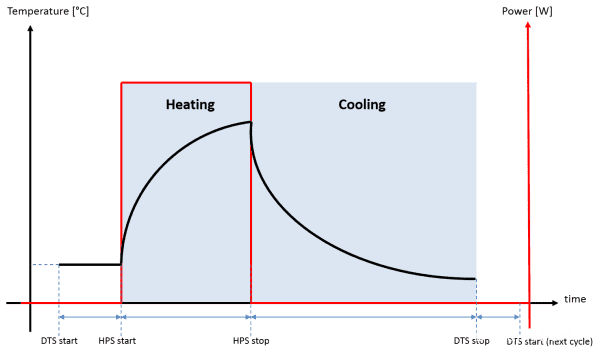 Temperature [°C]
Power [W]
Heating
Cooling
time
DTS start
HPS start
HPS stop
DTS stop
DTS start (next cycle)